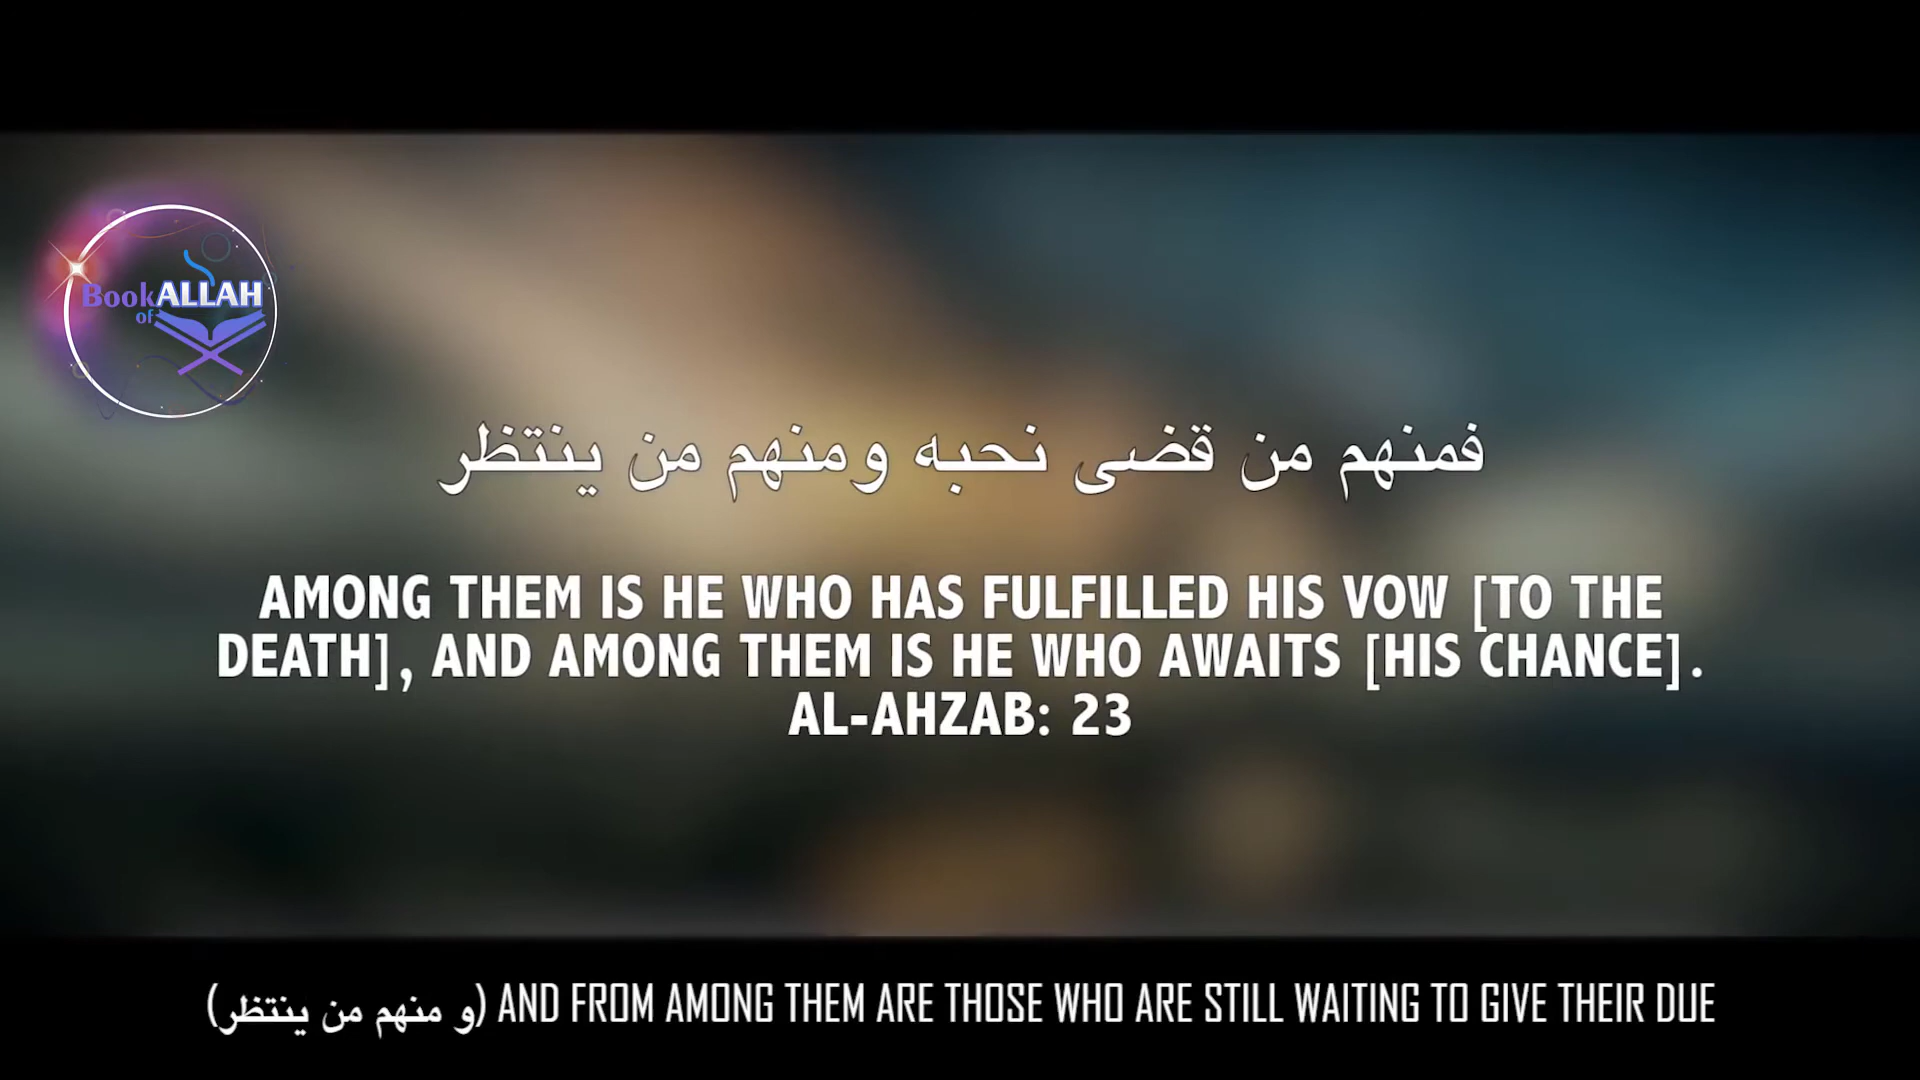 Book ALLAH
of
فمنهم من قضى نحبه ومنهم من ينتظر
AMONG THEM IS HE WHO HAS FULFILLED HIS VOW [TO THE
DEATH], AND AMONG THEM IS HE WHO AWAITS [HIS CHANCE].
AL-AHZAB: 23
(و منهم من ينتظر) AND FROM AMONG THEM ARE THOSE WHO ARE STILL WAITING TO GIVE THEIR DUE